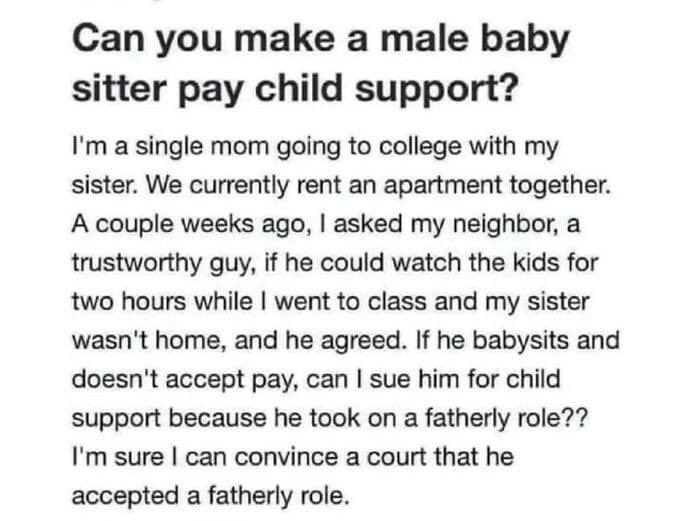 Can you make a male baby
sitter pay child support?
I'm a single mom going to college with my
sister. We currently rent an apartment together.
A couple weeks ago, I asked my neighbor, a
trustworthy guy, if he could watch the kids for
two hours while I went to class and my sister
wasn't home, and he agreed. If he babysits and
doesn't accept pay, can I sue him for child
support because he took on a fatherly role??
I'm sure I can convince a court that he
accepted a fatherly role.